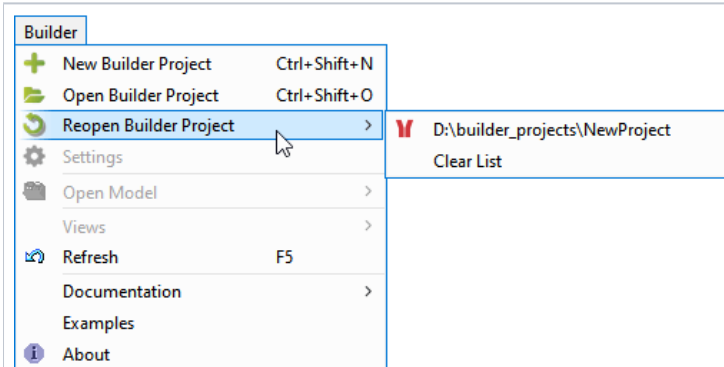 Builder
New Builder Project Ctrl+Shift+N
Open Builder Project Ctrl+Shift+O
Reopen Builder Project
D:\builder_projects\NewProject
Clear List
Settings
Open Model
Views
Refresh F5
Documentation
Examples
About